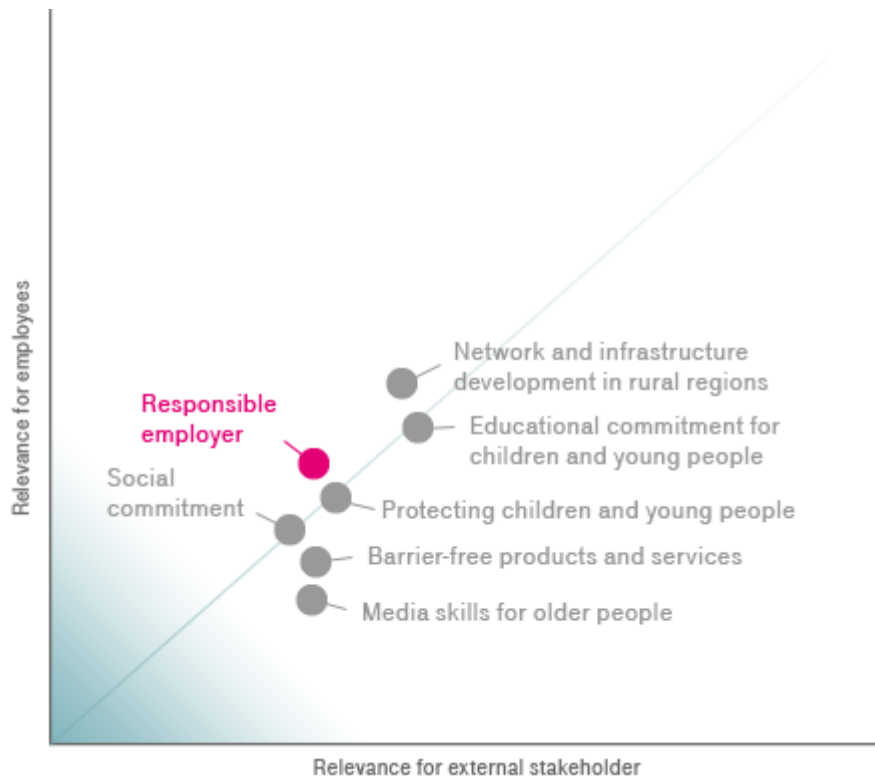 Relevance for employees
Network and infrastructure
development in rural regions
Responsible
employer
Educational commitment for
children and young people
Social
commitment
Protecting children and young people
Barrier-free products and services
Media skills for older people
Relevance for external stakeholder